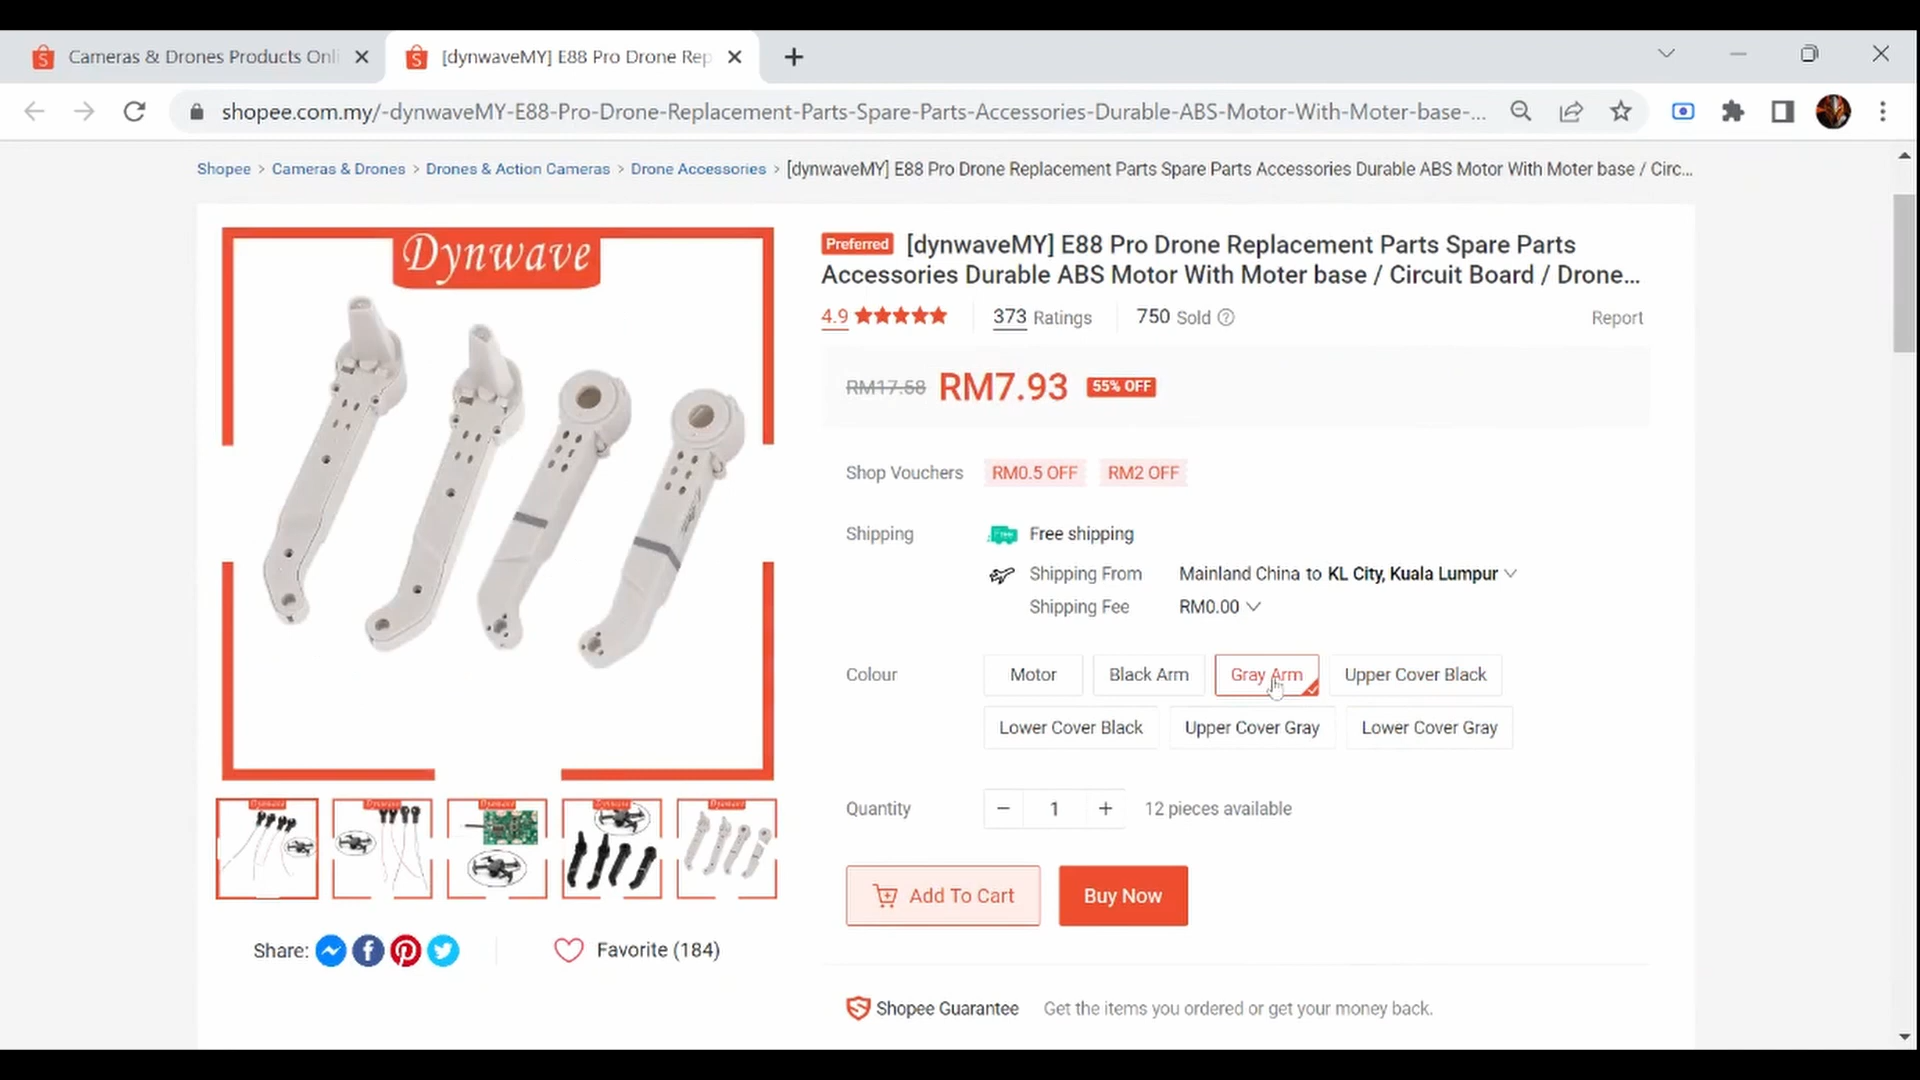 Cameras & Drones Products Onli
[dynwaveMY] E88 Pro Drone Rep
shopee.com.my/-dynwaveMY-E88-Pro-Drone-Replacement-Parts-Spare-Parts-Accessories-Durable-ABS-Motor-With-Moter-base-...
Shopee > Cameras & Drones > Drones & Action Cameras > Drone Accessories > [dynwaveMY] E88 Pro Drone Replacement Parts Spare Parts Accessories Durable ABS Motor With Moter base / Circ...
Dynwave
Preferred [dynwaveMY] E88 Pro Drone Replacement Parts Spare Parts
Accessories Durable ABS Motor With Moter base / Circuit Board / Drone...
4.9 373 Ratings 750 Sold ?
Report
RM17.58 RM7.93 55% OFF
Shop Vouchers RM0.5 OFF RM2 OFF
Shipping Free shipping
Shipping From Mainland China to KL City, Kuala Lumpur
Shipping Fee RM0.00
Colour Motor Black Arm Gray Arm Upper Cover Black
Lower Cover Black Upper Cover Gray Lower Cover Gray
Quantity − 1 + 12 pieces available
Dynwave Dynwave Dynwave Dynwave Dynwave
Add To Cart Buy Now
Share: Favorite (184)
Shopee Guarantee Get the items you ordered or get your money back.